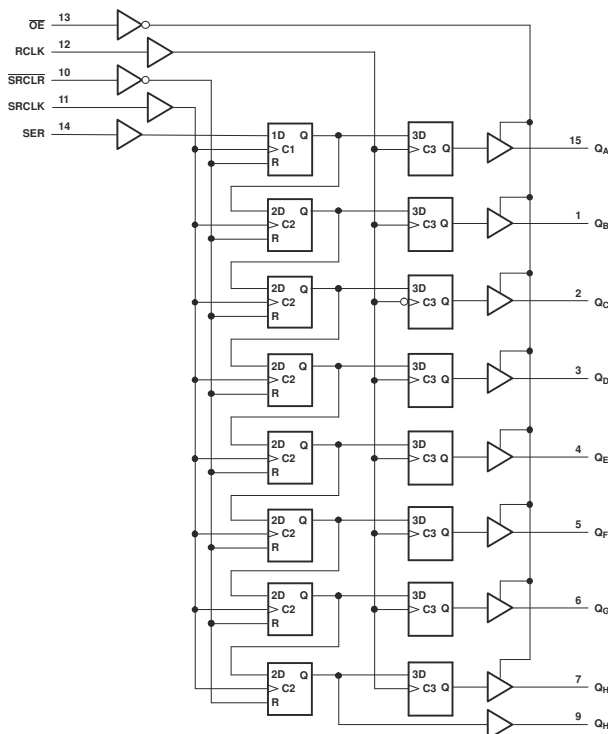 OE 13
RCLK 12
SRCLR 10
SRCLK 11
SER 14
1D Q
C1
R
3D
C3 Q
15
QA
2D Q
C2
R
3D
C3 Q
1
QB
2D Q
C2
R
3D
C3 Q
2
QC
2D Q
C2
R
3D
C3 Q
3
QD
2D Q
C2
R
3D
C3 Q
4
QE
2D Q
C2
R
3D
C3 Q
5
QF
2D Q
C2
R
3D
C3 Q
6
QG
2D Q
C2
R
3D
C3 Q
7
QH
9
QH